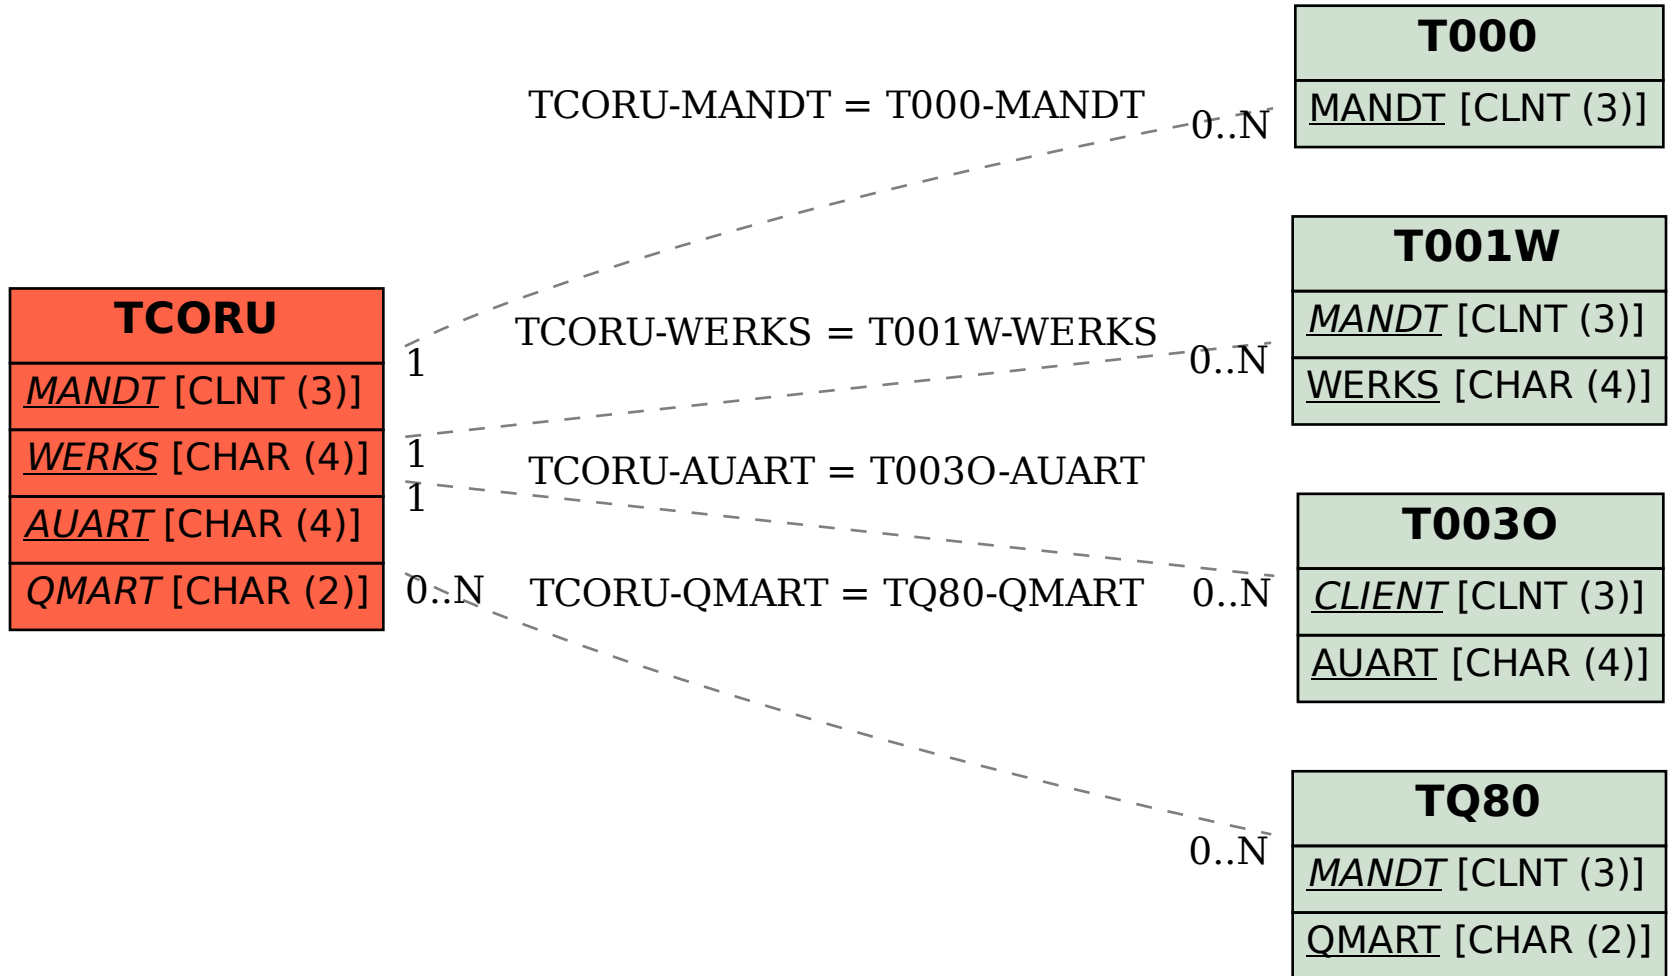 TCORU
MANDT [CLNT (3)]
WERKS [CHAR (4)]
AUART [CHAR (4)]
QMART [CHAR (2)]
TCORU-MANDT = T000-MANDT
0..N
1
TCORU-WERKS = T001W-WERKS
0..N
1
TCORU-AUART = T003O-AUART
1
0..N
TCORU-QMART = TQ80-QMART
0..N
0..N
T000
MANDT [CLNT (3)]
T001W
MANDT [CLNT (3)]
WERKS [CHAR (4)]
T003O
CLIENT [CLNT (3)]
AUART [CHAR (4)]
TQ80
MANDT [CLNT (3)]
QMART [CHAR (2)]